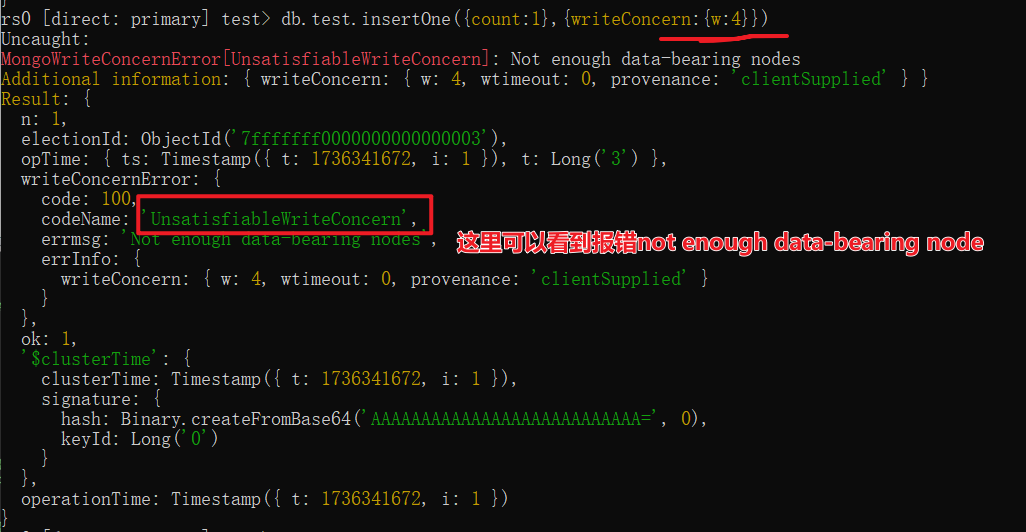 rs0 [direct: primary] test> db.test.insertOne({count:1},{writeConcern:{w:4}})
Uncaught:
MongoWriteConcernError[UnsatisfiableWriteConcern]: Not enough data-bearing nodes
Additional information: { writeConcern: { w: 4, wtimeout: 0, provenance: 'clientSupplied' } }
Result: {
  n: 1,
  electionId: ObjectId('7fffffff0000000000000003'),
  opTime: { ts: Timestamp({ t: 1736341672, i: 1 }), t: Long('3') },
  writeConcernError: {
    code: 100,
    codeName: 'UnsatisfiableWriteConcern',
    errmsg: 'Not enough data-bearing nodes',
这里可以看到报错not enough data-bearing node
    errInfo: {
      writeConcern: { w: 4, wtimeout: 0, provenance: 'clientSupplied' }
    }
  },
  ok: 1,
  '$clusterTime': {
    clusterTime: Timestamp({ t: 1736341672, i: 1 }),
    signature: {
      hash: Binary.createFromBase64('AAAAAAAAAAAAAAAAAAAAAAAAAAA=', 0),
      keyId: Long('0')
    }
  },
  operationTime: Timestamp({ t: 1736341672, i: 1 })
}